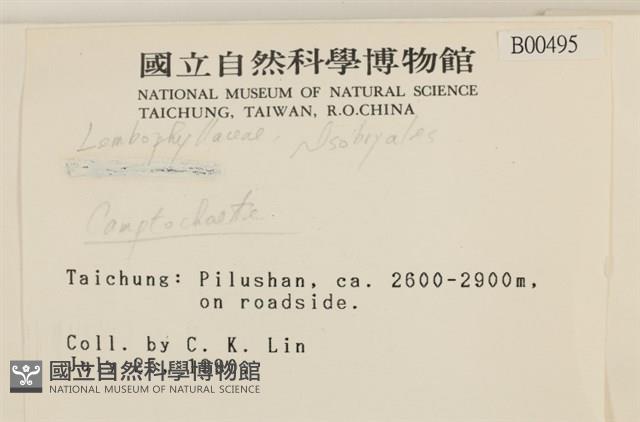 B00495
國立自然科學博物館
NATIONAL MUSEUM OF NATURAL SCIENCE
TAICHUNG, TAIWAN, R.O.CHINA
Lembophyllaceae. Isobryales
Camptochaete
Taichung: Pilushan, ca. 2600-2900m,
on roadside.
Coll. by C. K. Lin
July 25,
國立自然科學博物館
NATIONAL MUSEUM OF NATURAL SCIENCE